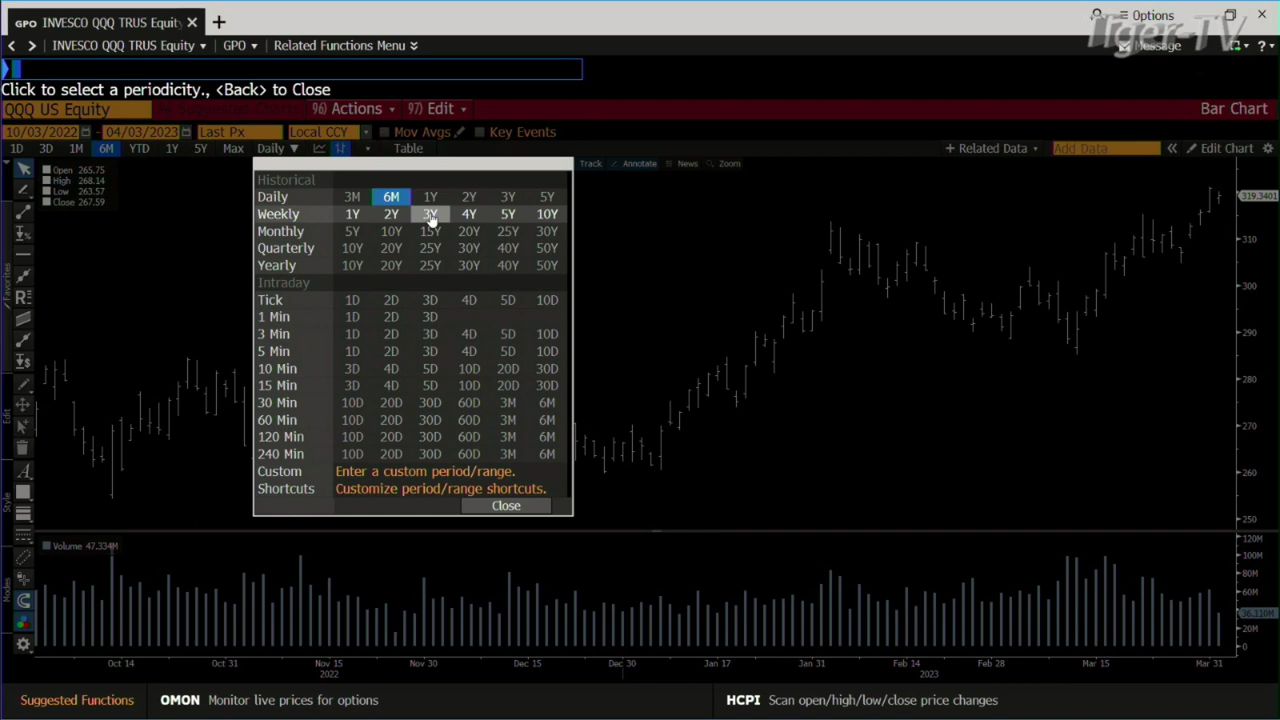 GPO INVESCO QQQ TRUS Equity × +
Options
INVESCO QQQ TRUS Equity GPO Related Functions Menu
Message
Tiger-TV
Click to select a periodicity., <Back> to Close
QQQ US Equity Suggested Charts 96) Actions 97) Edit Bar Chart
10/03/2022 - 04/03/2023 Last Px Local CCY Mov Avgs Key Events
1D 3D 1M 6M YTD 1Y 5Y Max Daily ▼ Table + Related Data Add Data « Edit Chart
Track Annotate News Zoom
Open 265.75
High 268.14
Low 263.57
Close 267.59
Historical
Daily 3M 6M 1Y 2Y 3Y 5Y
Weekly 1Y 2Y 3Y 4Y 5Y 10Y
Monthly 5Y 10Y 15Y 20Y 25Y 30Y
Quarterly 10Y 20Y 25Y 30Y 40Y 50Y
Yearly 10Y 20Y 25Y 30Y 40Y 50Y
Intraday
Tick 1D 2D 3D 4D 5D 10D
1 Min 1D 2D 3D
3 Min 1D 2D 3D 4D 5D 10D
5 Min 1D 2D 3D 4D 5D 10D
10 Min 3D 4D 5D 10D 20D 30D
15 Min 3D 4D 5D 10D 20D 30D
30 Min 10D 20D 30D 60D 3M 6M
60 Min 10D 20D 30D 60D 3M 6M
120 Min 10D 20D 30D 60D 3M 6M
240 Min 10D 20D 30D 60D 3M 6M
Custom Enter a custom period/range.
Shortcuts Customize period/range shortcuts.
Close
319.3401
310
300
290
280
270
260
250
Favorites
Edit
Style
Modes
Volume 47.334M
120M
100M
80M
60M
36.110M
20M
0
Oct 14 Oct 31 Nov 15 Nov 30 Dec 15 Dec 30 Jan 17 Jan 31 Feb 14 Feb 28 Mar 15 Mar 31
2022 2023
Suggested Functions OMON Monitor live prices for options HCPI Scan open/high/low/close price changes